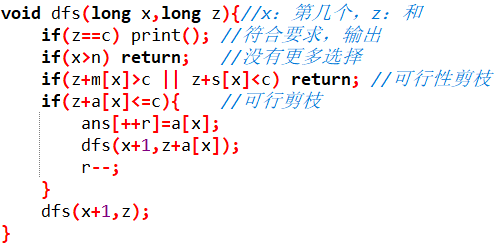 void dfs(long x,long z){//x: 第几个，z: 和
    if(z==c) print(); //符合要求，输出
    if(x>n) return;   //没有更多选择
    if(z+m[x]>c || z+s[x]<c) return; //可行性剪枝
    if(z+a[x]<=c){    //可行剪枝
        ans[++r]=a[x];
        dfs(x+1,z+a[x]);
        r--;
    }
    dfs(x+1,z);
}